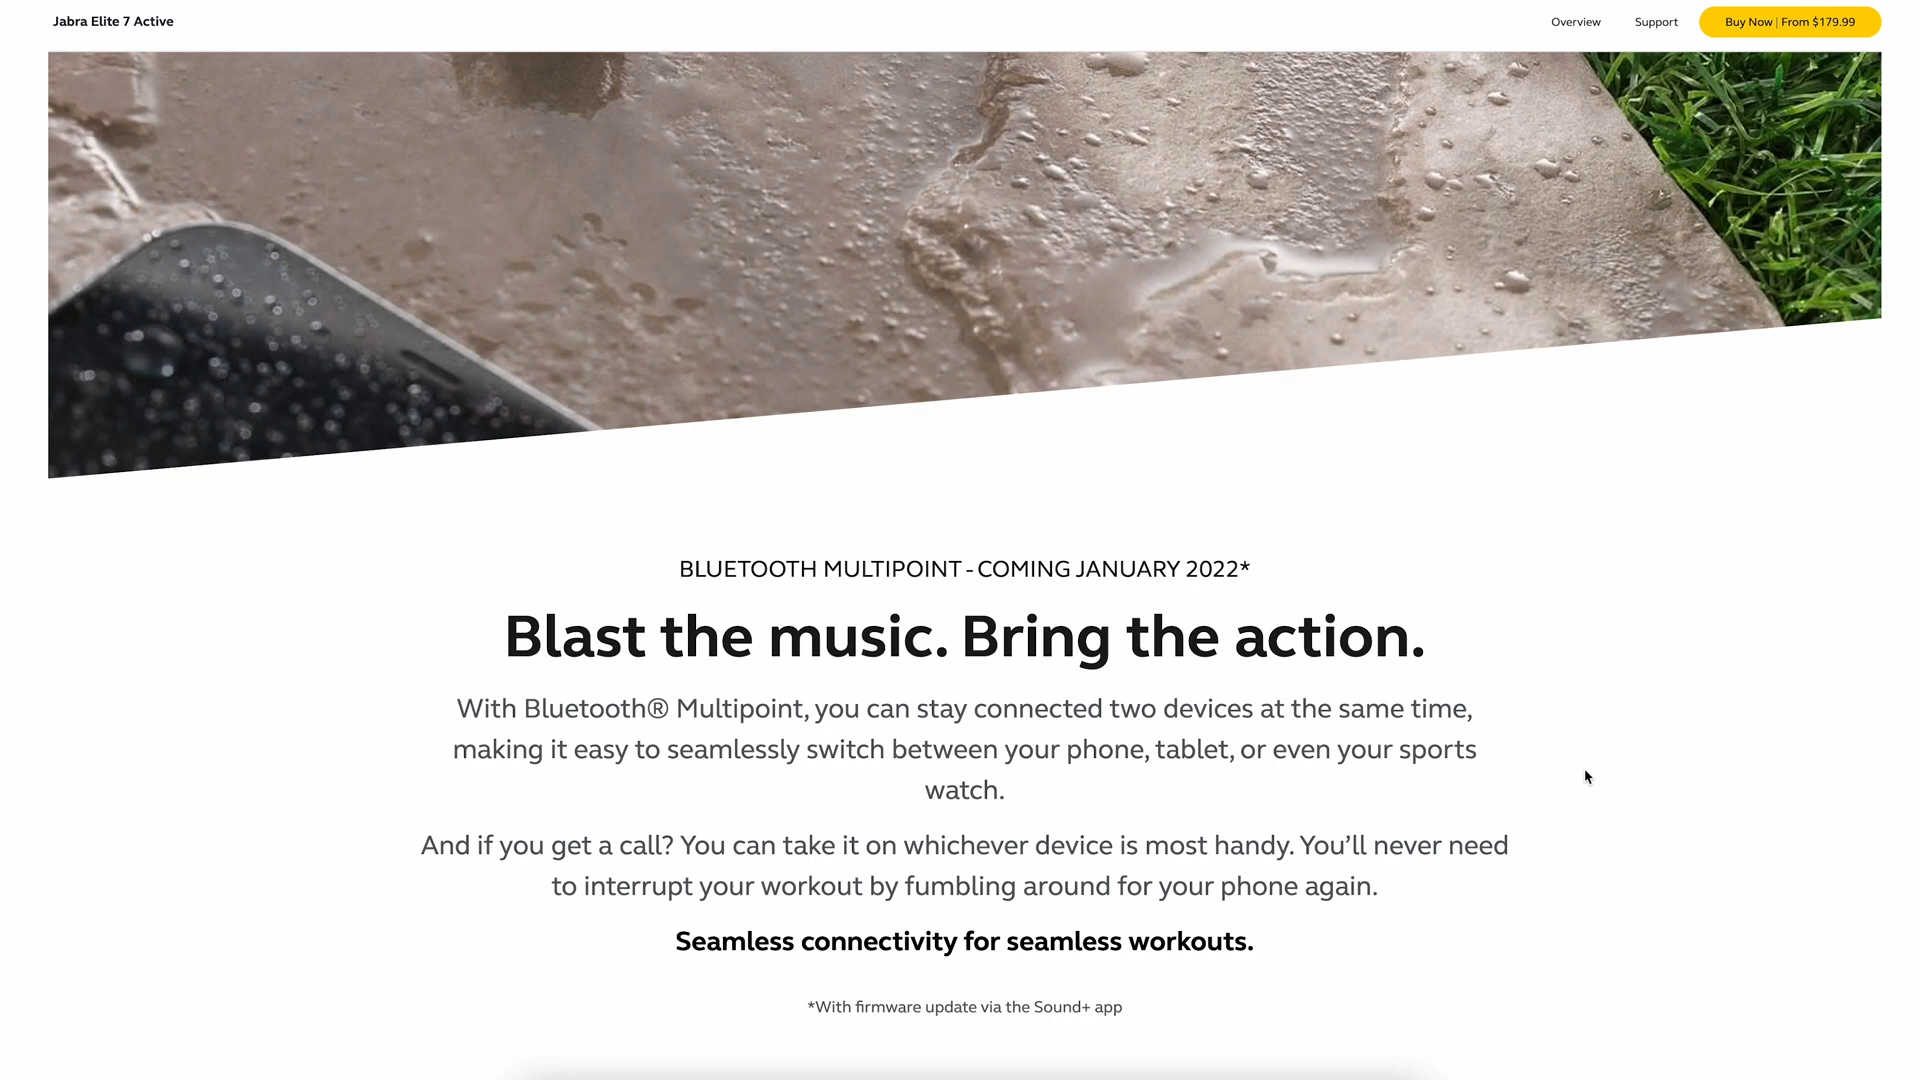 Jabra Elite 7 Active
Overview
Support
Buy Now | From $179.99
BLUETOOTH MULTIPOINT - COMING JANUARY 2022*
Blast the music. Bring the action.
With Bluetooth® Multipoint, you can stay connected two devices at the same time,
making it easy to seamlessly switch between your phone, tablet, or even your sports
watch.
And if you get a call? You can take it on whichever device is most handy. You’ll never need
to interrupt your workout by fumbling around for your phone again.
Seamless connectivity for seamless workouts.
*With firmware update via the Sound+ app